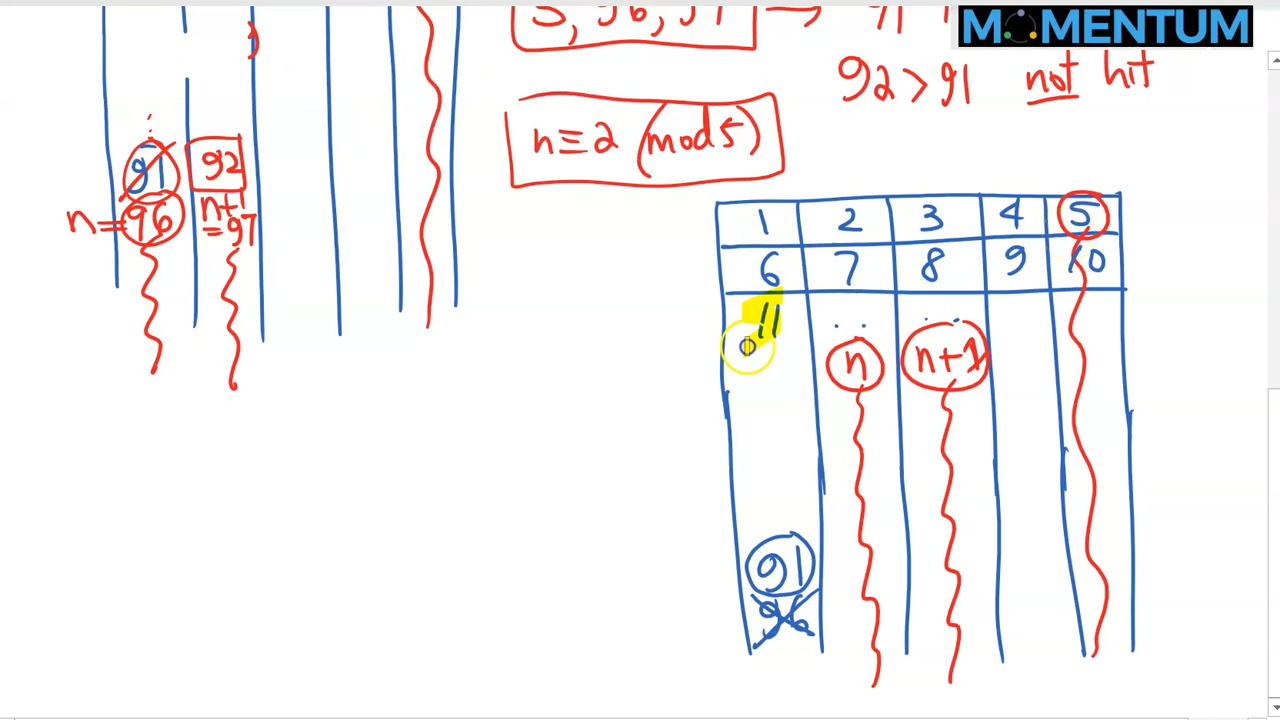 5, 96, 97 → 91
MOMENTUM
92 > 91 not hit
n ≡ 2 (mod 5)
91 92
n = 96 n+1 = 97
1 2 3 4 5
6 7 8 9 10
11
n n+1
91
96